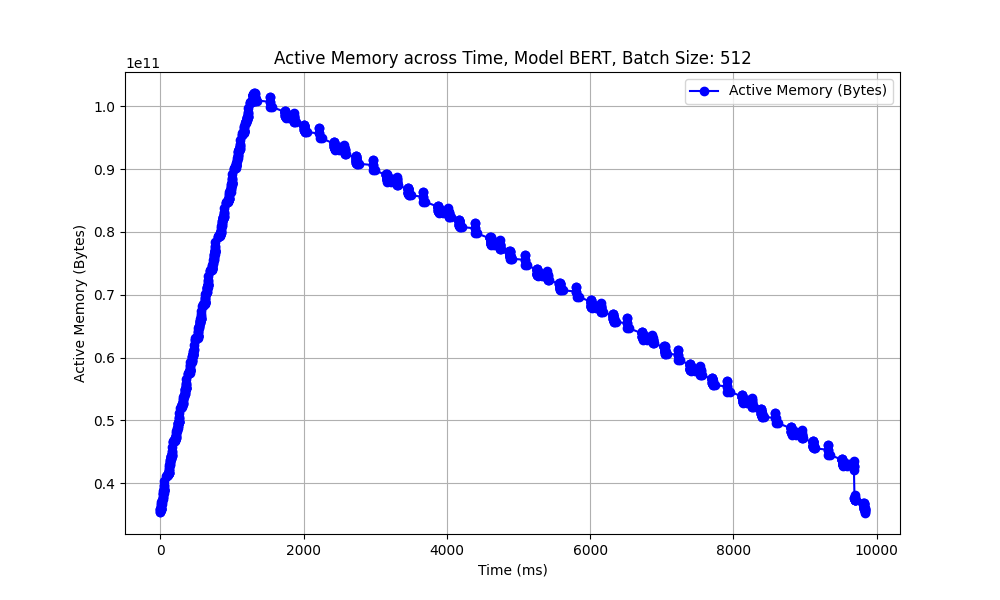 Active Memory across Time, Model BERT, Batch Size: 512
1e11
Active Memory (Bytes)
1.0
0.9
0.8
0.7
0.6
0.5
0.4
Active Memory (Bytes)
0 2000 4000 6000 8000 10000
Time (ms)